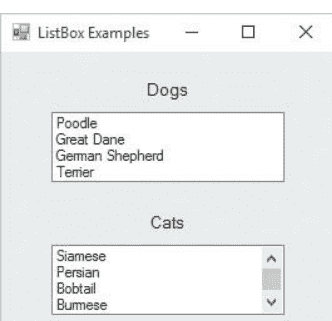 ListBox Examples
Dogs
Poodle
Great Dane
German Shepherd
Terrier
Cats
Siamese
Persian
Bobtail
Burmese